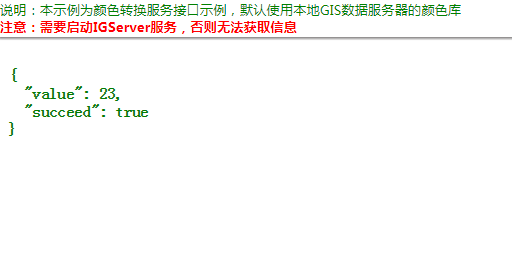 说明：本示例为颜色转换服务接口示例，默认使用本地GIS数据服务器的颜色库
注意：需要启动IGServer服务，否则无法获取信息
{
"value": 23,
"succeed": true
}